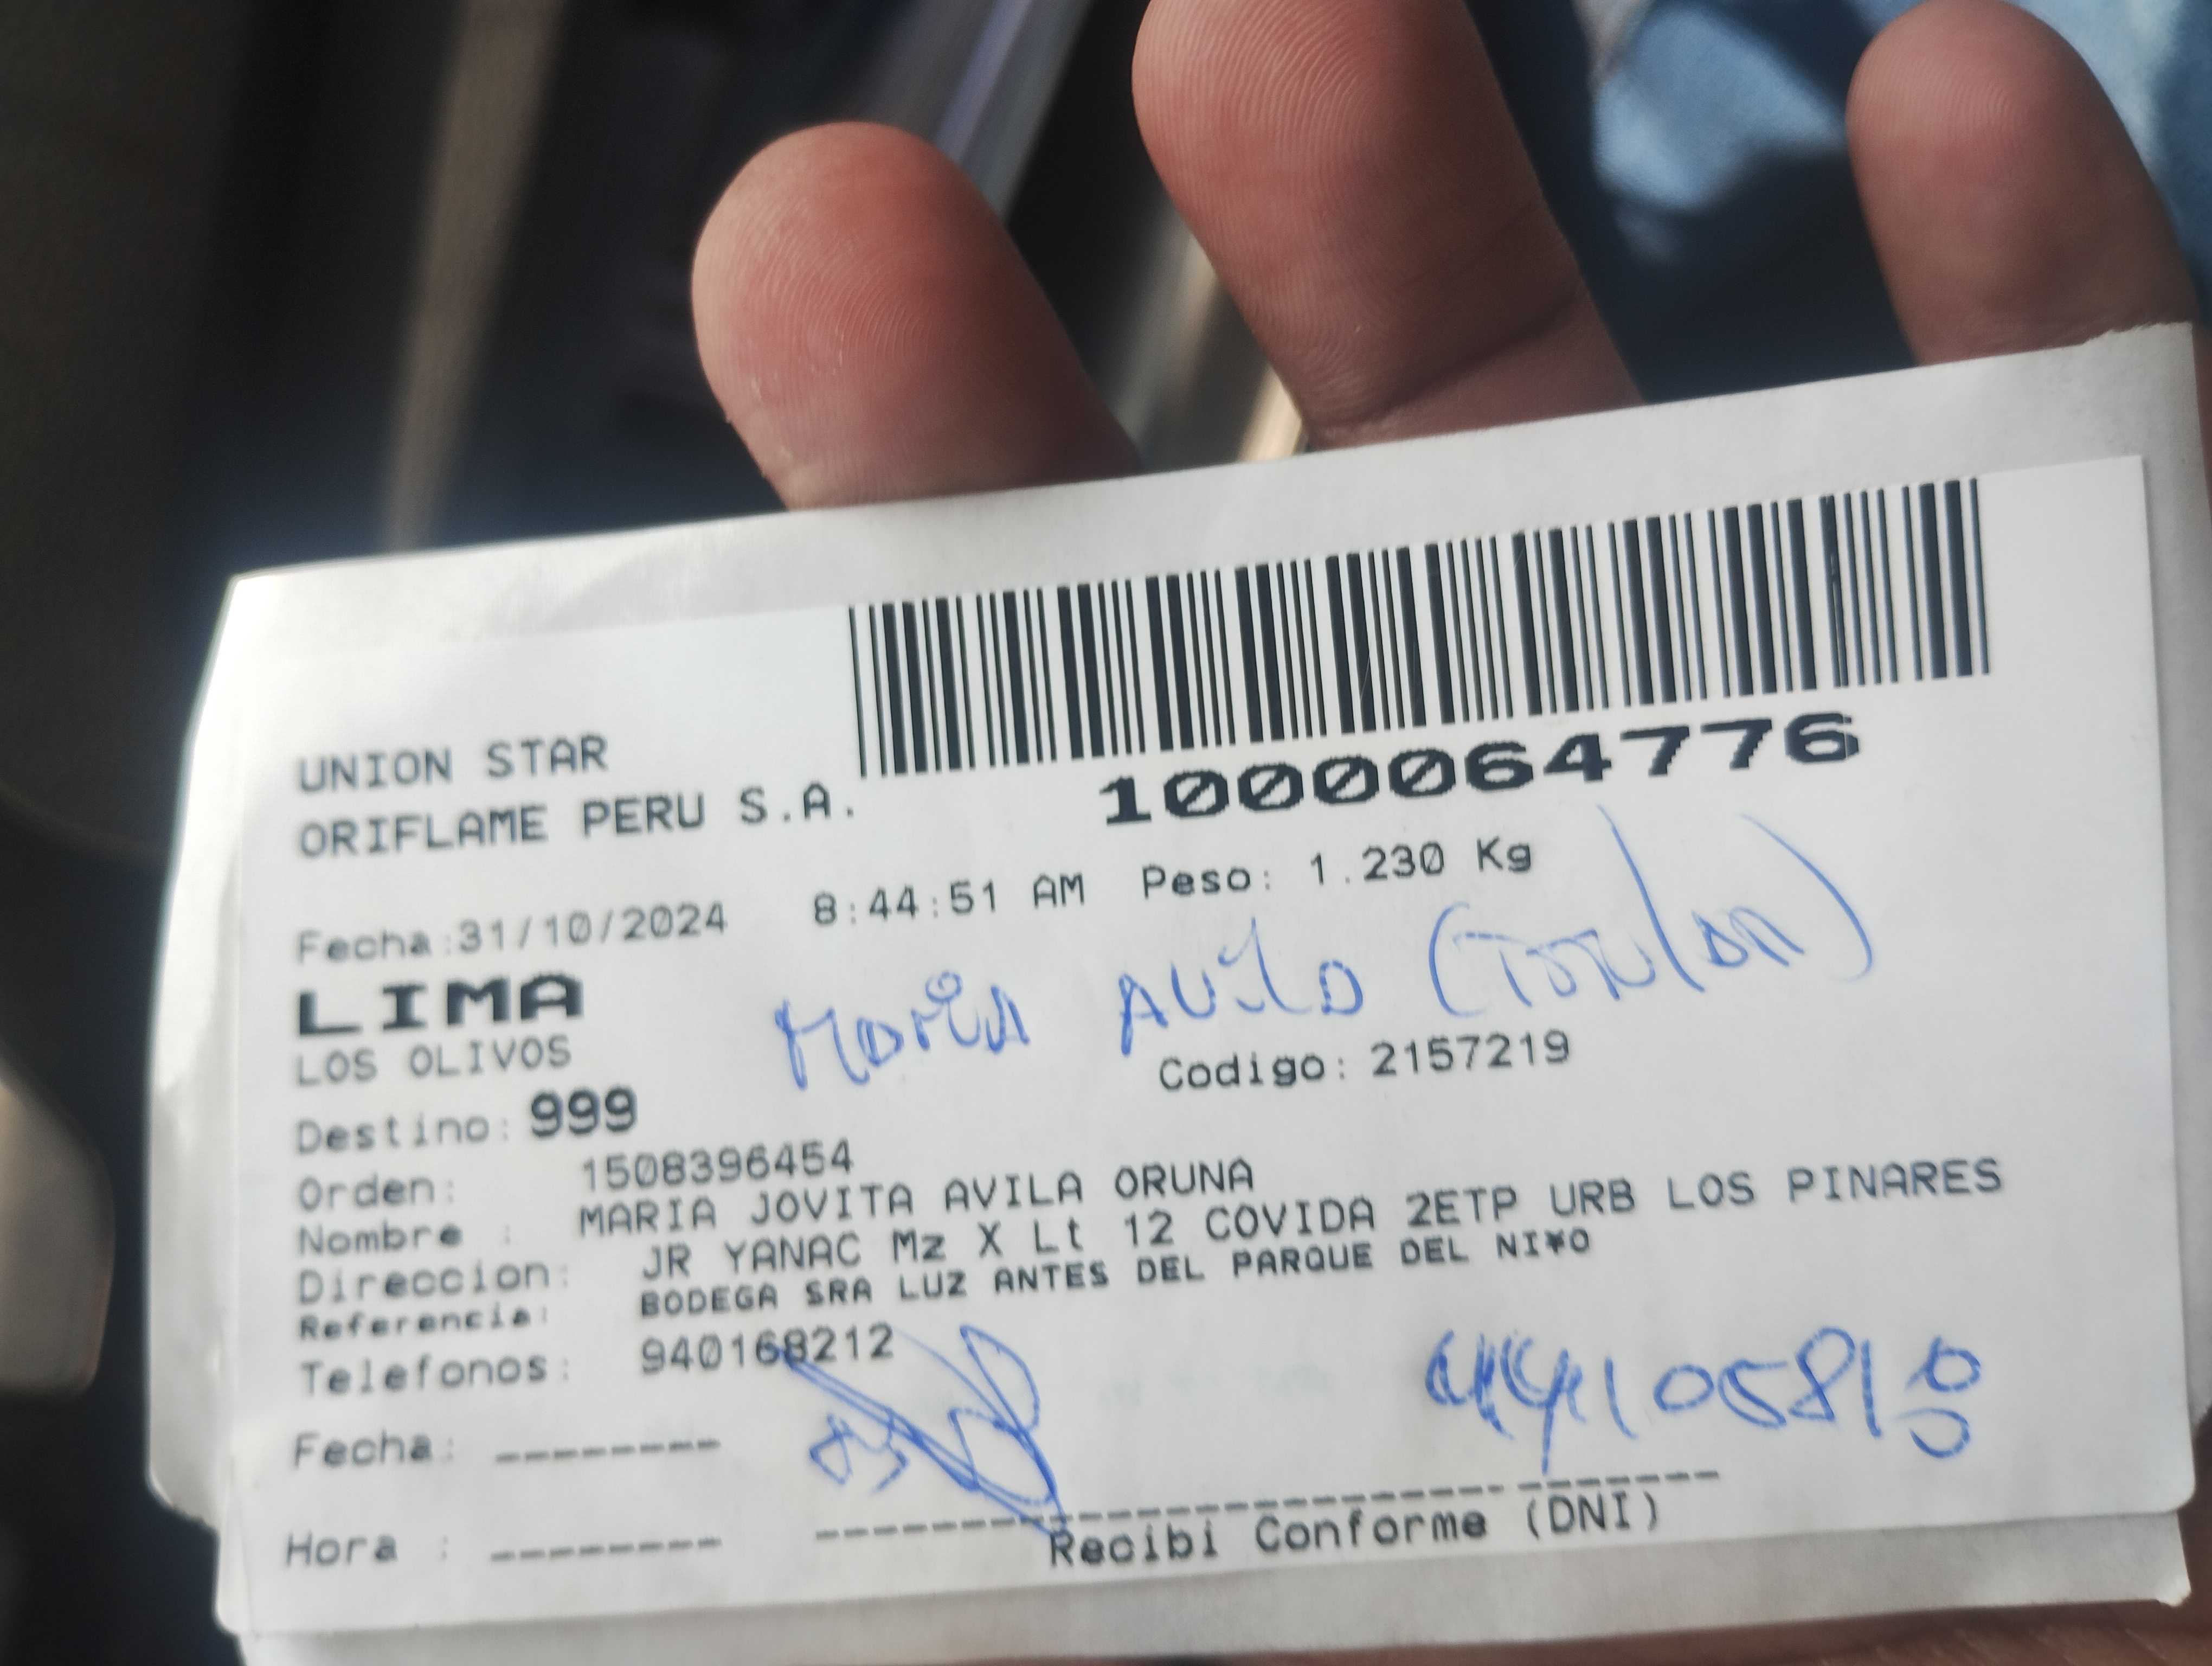 1000064776
UNION STAR
ORIFLAME PERU S.A.
Fecha:31/10/2024 8:44:51 AM Peso: 1.230 Kg
LIMA
MARIA AVILA (Titular)
LOS OLIVOS
Codigo: 2157219
Destino: 999
Orden: 1508396454
Nombre : MARIA JOVITA AVILA ORUNA
Direccion: JR YANAC Mz X Lt 12 COVIDA 2ETP URB LOS PINARES
Referencia: BODEGA SRA LUZ ANTES DEL PARQUE DEL NI¥O
Telefonos: 940168212
Fecha: --------
Hora : --------
Recibi Conforme (DNI)